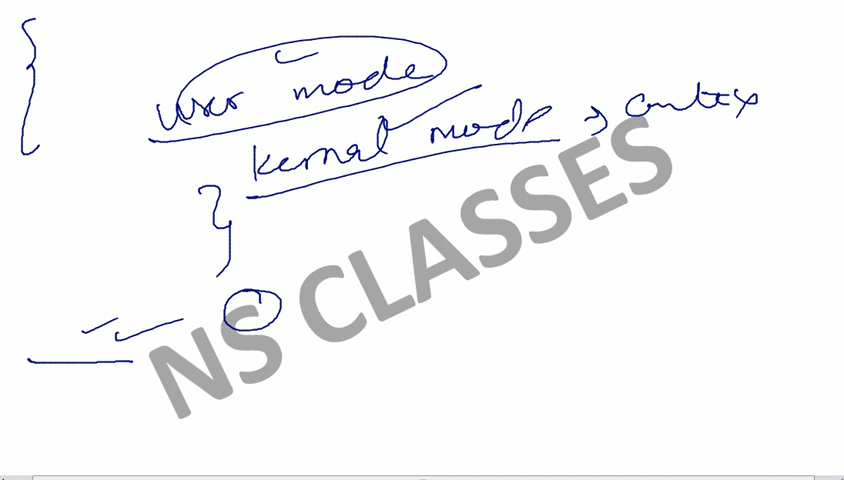 user mode
kernal mode → contex
NS CLASSES